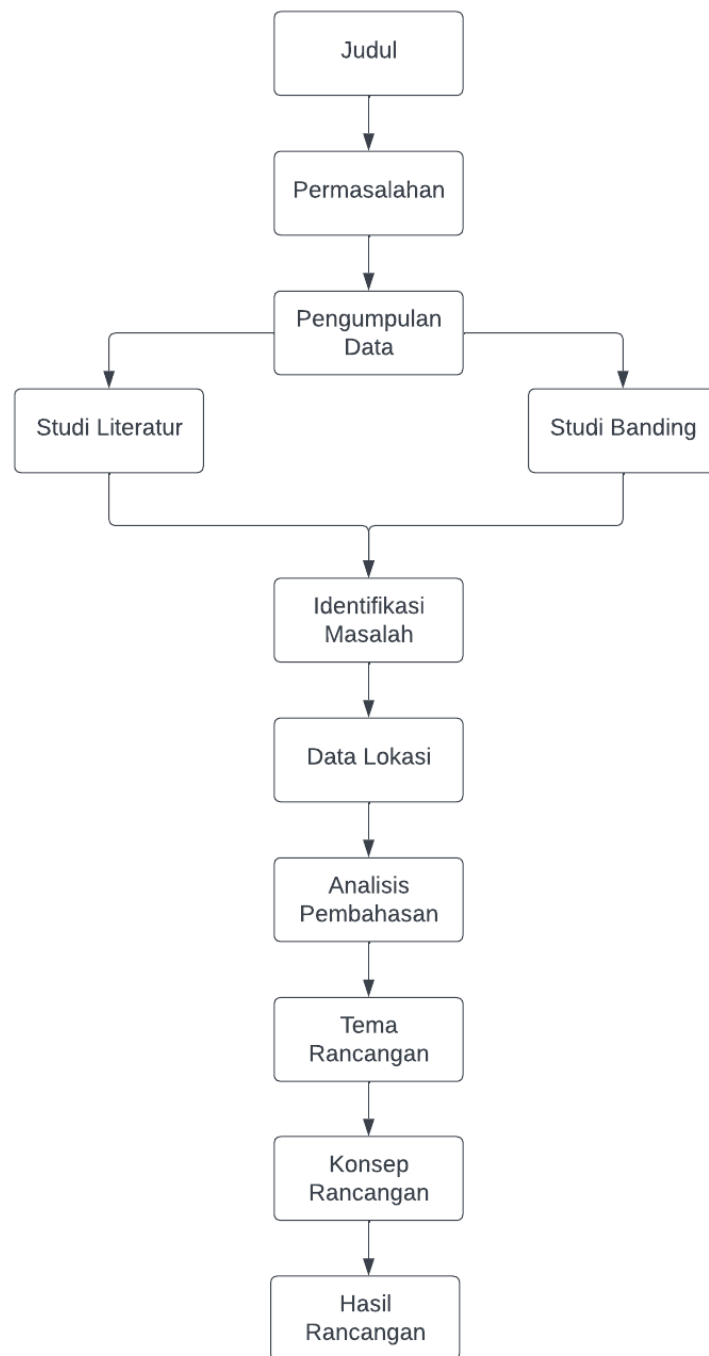 Judul
Permasalahan
Pengumpulan
Data
Studi Literatur
Studi Banding
Identifikasi
Masalah
Data Lokasi
Analisis
Pembahasan
Tema
Rancangan
Konsep
Rancangan
Hasil
Rancangan